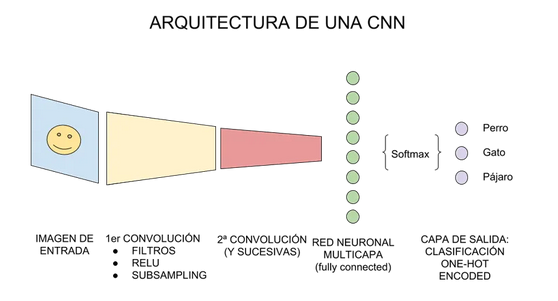 ARQUITECTURA DE UNA CNN
Softmax
Perro
Gato
Pájaro
IMAGEN DE
ENTRADA
1er CONVOLUCIÓN
● FILTROS
● RELU
● SUBSAMPLING
2ª CONVOLUCIÓN
(Y SUCESIVAS)
RED NEURONAL
MULTICAPA
(fully connected)
CAPA DE SALIDA:
CLASIFICACIÓN
ONE-HOT
ENCODED